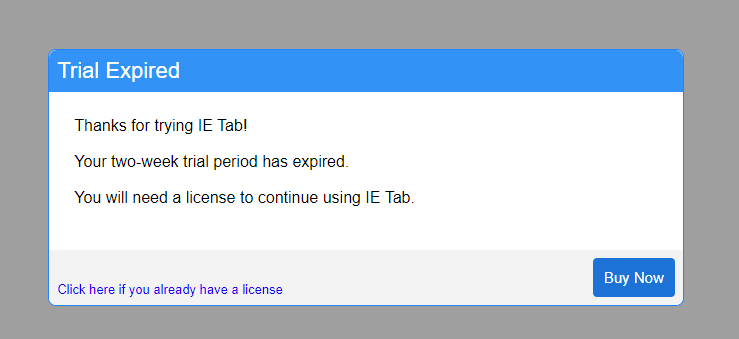 Trial Expired
Thanks for trying IE Tab!
Your two-week trial period has expired.
You will need a license to continue using IE Tab.
Click here if you already have a license
Buy Now